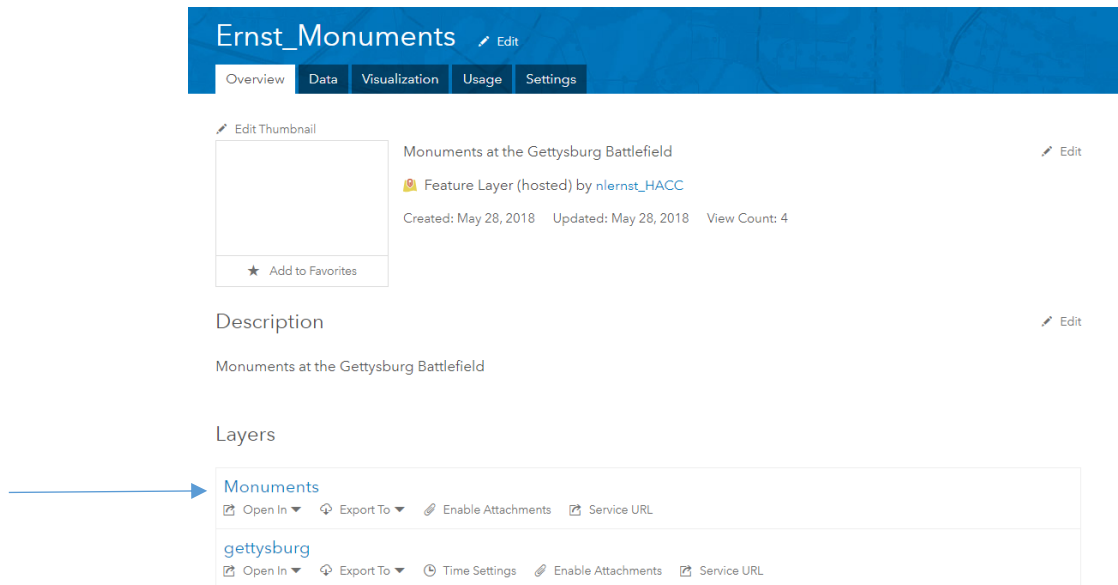 Ernst_Monuments Edit
Overview Data Visualization Usage Settings
Edit Thumbnail
Monuments at the Gettysburg Battlefield Edit
Feature Layer (hosted) by nlernst_HACC
Created: May 28, 2018 Updated: May 28, 2018 View Count: 4
Add to Favorites
Description Edit
Monuments at the Gettysburg Battlefield
Layers
Monuments
Open In Export To Enable Attachments Service URL
gettysburg
Open In Export To Time Settings Enable Attachments Service URL